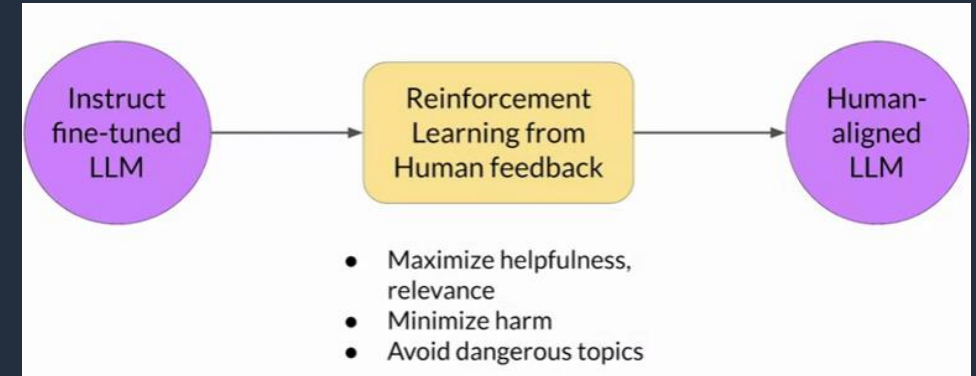 Instruct
fine-tuned
LLM
Reinforcement
Learning from
Human feedback
Human-
aligned
LLM
● Maximize helpfulness,
relevance
● Minimize harm
● Avoid dangerous topics